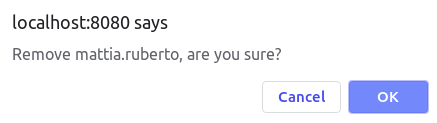 localhost:8080 says
Remove mattia.ruberto, are you sure?
Cancel
OK